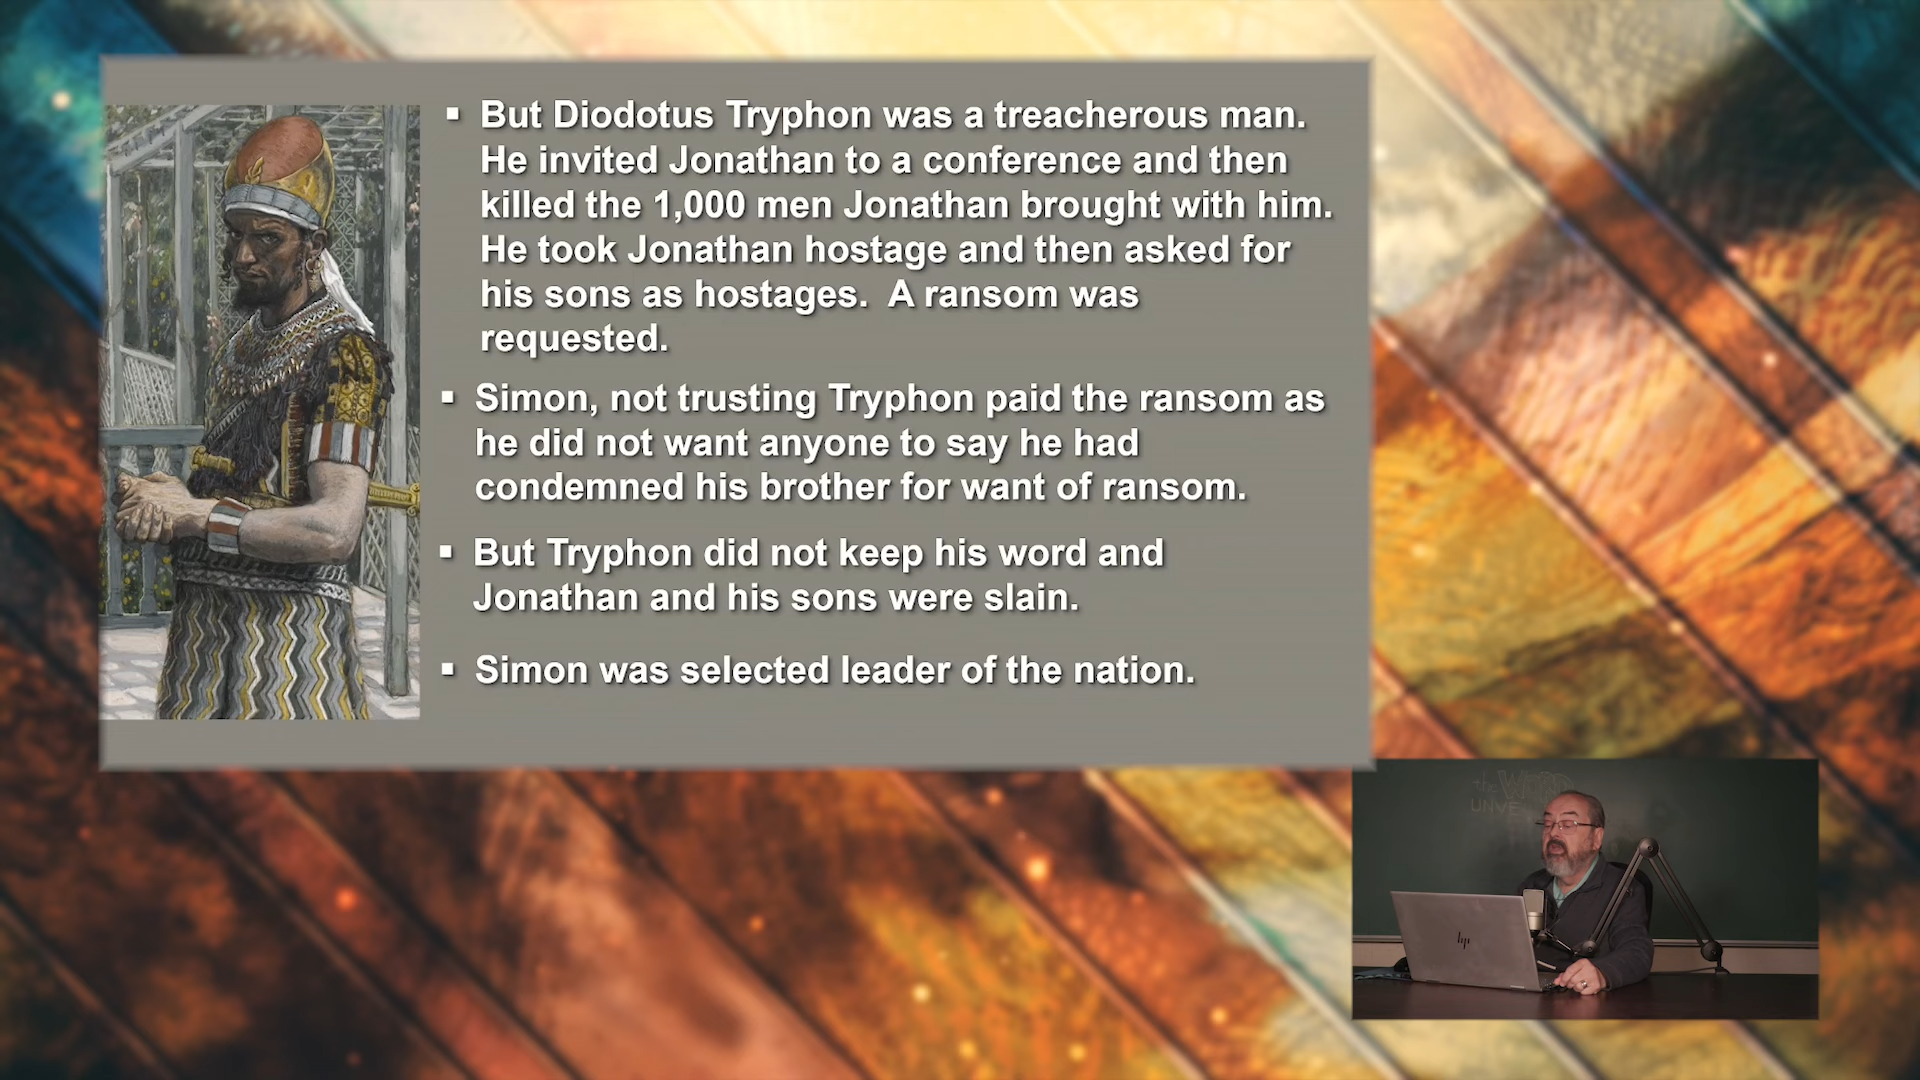 ▪ But Diodotus Tryphon was a treacherous man.
He invited Jonathan to a conference and then
killed the 1,000 men Jonathan brought with him.
He took Jonathan hostage and then asked for
his sons as hostages.  A ransom was
requested.
▪ Simon, not trusting Tryphon paid the ransom as
he did not want anyone to say he had
condemned his brother for want of ransom.
▪ But Tryphon did not keep his word and
Jonathan and his sons were slain.
▪ Simon was selected leader of the nation.
the WORD
UNVE
hp